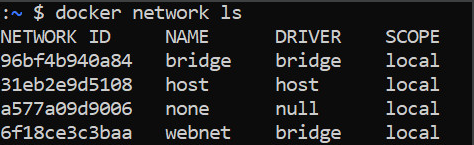 :~ $ docker network ls
NETWORK ID NAME DRIVER SCOPE
96bf4b940a84 bridge bridge local
31eb2e9d5108 host host local
a577a09d9006 none null local
6f18ce3c3baa webnet bridge local